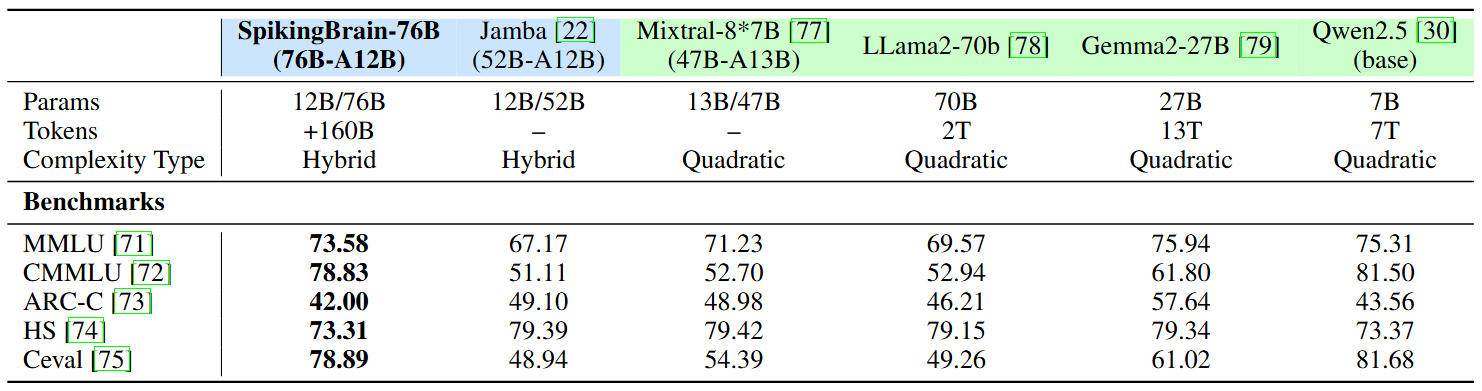 SpikingBrain-76B Jamba [22] Mixtral-8*7B [77] LLama2-70b [78] Gemma2-27B [79] Qwen2.5 [30]
(76B-A12B) (52B-A12B) (47B-A13B) (base)
Params 12B/76B 12B/52B 13B/47B 70B 27B 7B
Tokens +160B – – 2T 13T 7T
Complexity Type Hybrid Hybrid Quadratic Quadratic Quadratic Quadratic
Benchmarks
MMLU [71] 73.58 67.17 71.23 69.57 75.94 75.31
CMMLU [72] 78.83 51.11 52.70 52.94 61.80 81.50
ARC-C [73] 42.00 49.10 48.98 46.21 57.64 43.56
HS [74] 73.31 79.39 79.42 79.15 79.34 73.37
Ceval [75] 78.89 48.94 54.39 49.26 61.02 81.68